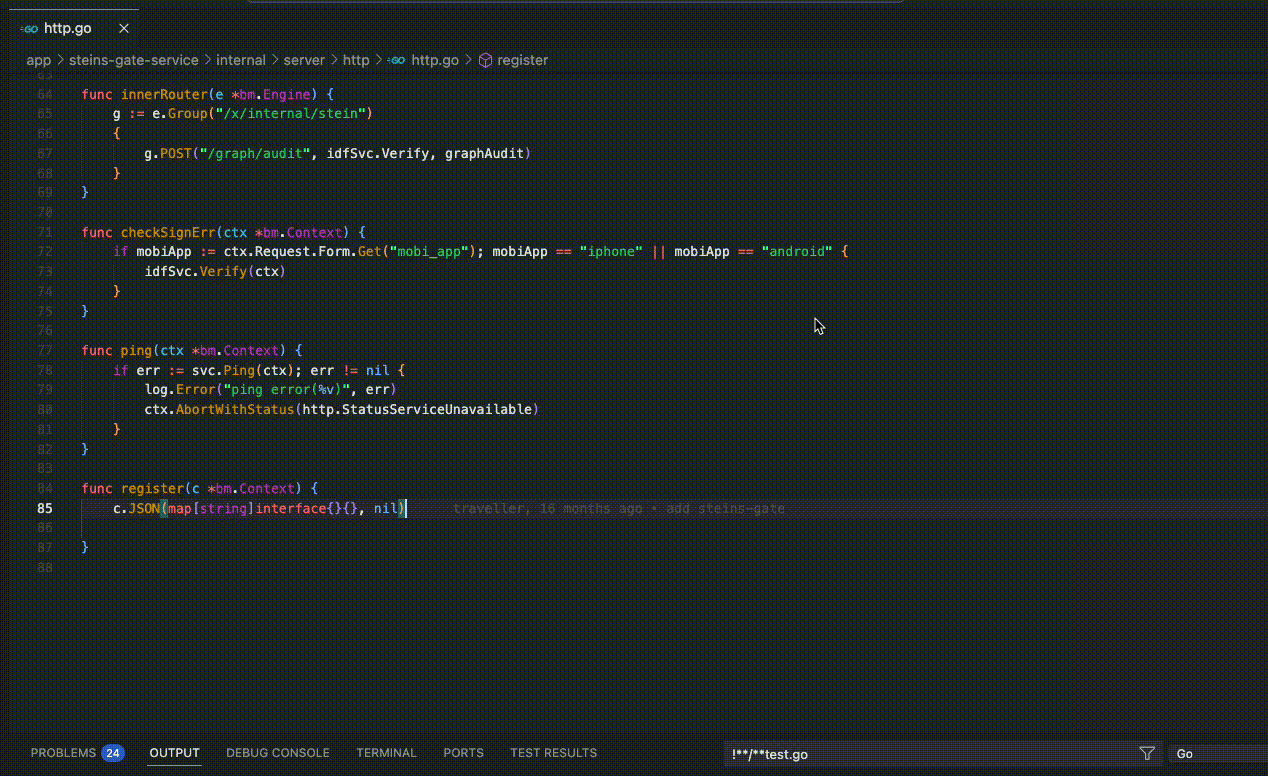 GO http.go
app > steins-gate-service > internal > server > http > GO http.go > register
63
64 func innerRouter(e *bm.Engine) {
65 g := e.Group("/x/internal/stein")
66 {
67 g.POST("/graph/audit", idfSvc.Verify, graphAudit)
68 }
69 }
70
71 func checkSignErr(ctx *bm.Context) {
72 if mobiApp := ctx.Request.Form.Get("mobi_app"); mobiApp == "iphone" || mobiApp == "android" {
73 idfSvc.Verify(ctx)
74 }
75 }
76
77 func ping(ctx *bm.Context) {
78 if err := svc.Ping(ctx); err != nil {
79 log.Error("ping error(%v)", err)
80 ctx.AbortWithStatus(http.StatusServiceUnavailable)
81 }
82 }
83
84 func register(c *bm.Context) {
85 c.JSON(map[string]interface{}{}, nil) traveller, 16 months ago • add steins-gate
86
87 }
88
PROBLEMS 24 OUTPUT DEBUG CONSOLE TERMINAL PORTS TEST RESULTS !**/**test.go Go